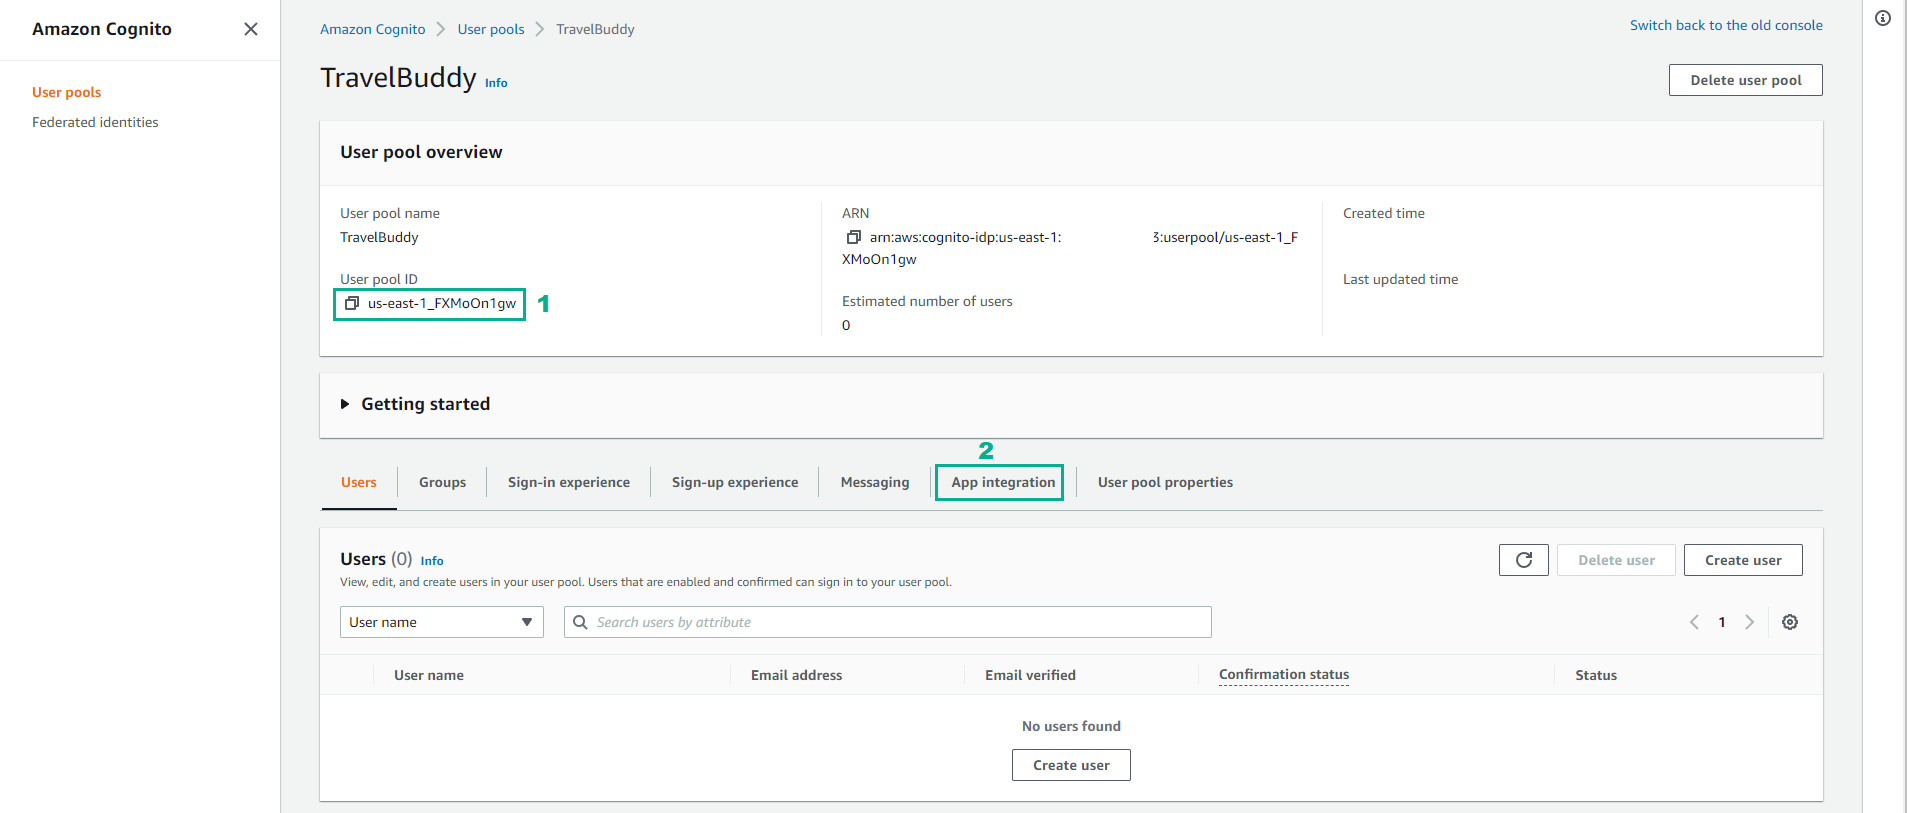 Amazon Cognito
User pools
Federated identities
Amazon Cognito User pools TravelBuddy
Switch back to the old console
TravelBuddy Info
Delete user pool
User pool overview
User pool name
TravelBuddy
User pool ID
us-east-1_FXMoOn1gw 1
ARN
arn:aws:cognito-idp:us-east-1: 3:userpool/us-east-1_F
XMoOn1gw
Estimated number of users
0
Created time
Last updated time
Getting started
2
Users Groups Sign-in experience Sign-up experience Messaging App integration User pool properties
Users (0) Info
View, edit, and create users in your user pool. Users that are enabled and confirmed can sign in to your user pool.
Delete user Create user
User name Search users by attribute 1
User name Email address Email verified Confirmation status Status
No users found
Create user